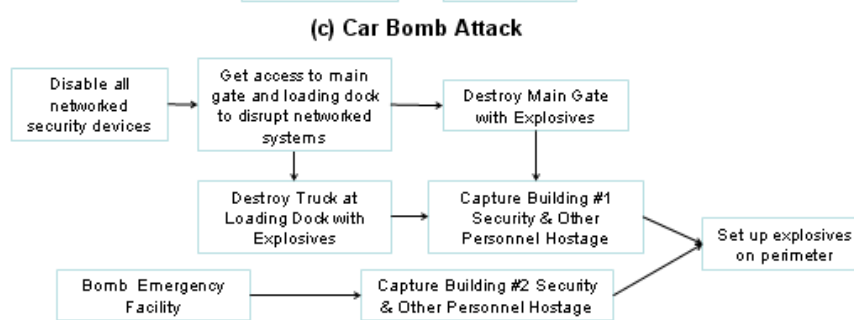 (c) Car Bomb Attack
Disable all
networked
security devices
Get access to main
gate and loading dock
to disrupt networked
systems
Destroy Main Gate
with Explosives
Destroy Truck at
Loading Dock with
Explosives
Capture Building #1
Security & Other
Personnel Hostage
Set up explosives
on perimeter
Bomb Emergency
Facility
Capture Building #2 Security
& Other Personnel Hostage